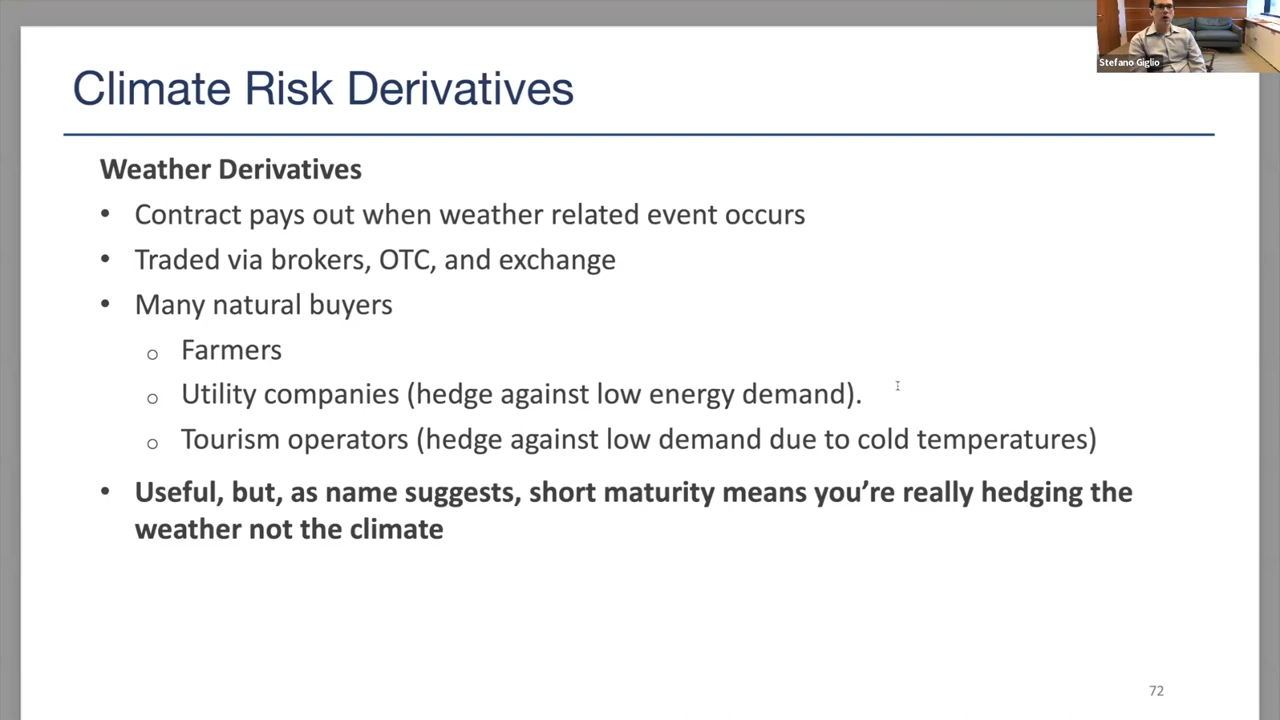 Stefano Giglio
Climate Risk Derivatives
Weather Derivatives
• Contract pays out when weather related event occurs
• Traded via brokers, OTC, and exchange
• Many natural buyers
o Farmers
o Utility companies (hedge against low energy demand).
o Tourism operators (hedge against low demand due to cold temperatures)
• Useful, but, as name suggests, short maturity means you’re really hedging the
weather not the climate
72